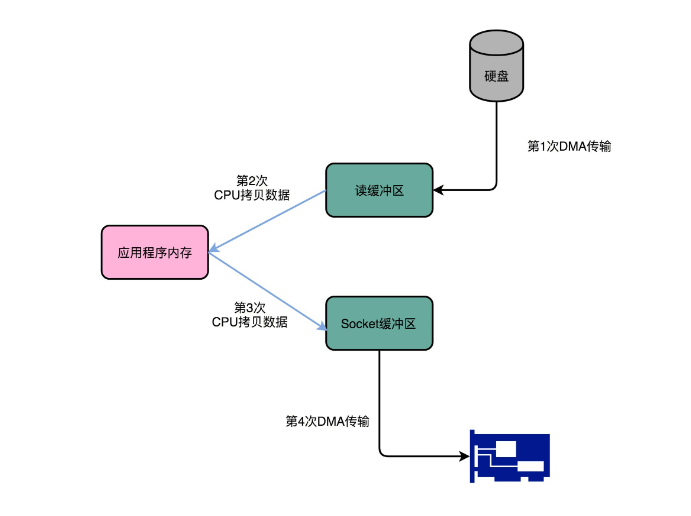 硬盘
第1次DMA传输
第2次
CPU拷贝数据
读缓冲区
应用程序内存
第3次
CPU拷贝数据
Socket缓冲区
第4次DMA传输